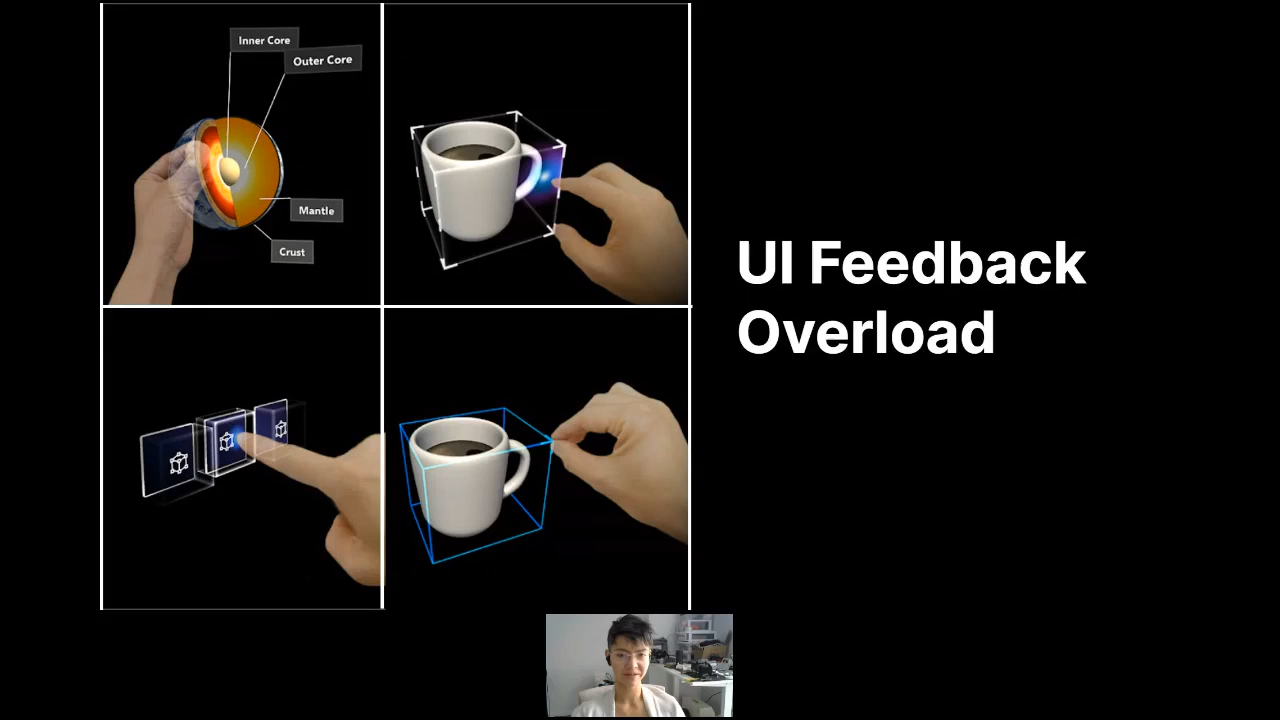 Inner Core
Outer Core
Mantle
Crust
UI Feedback
Overload